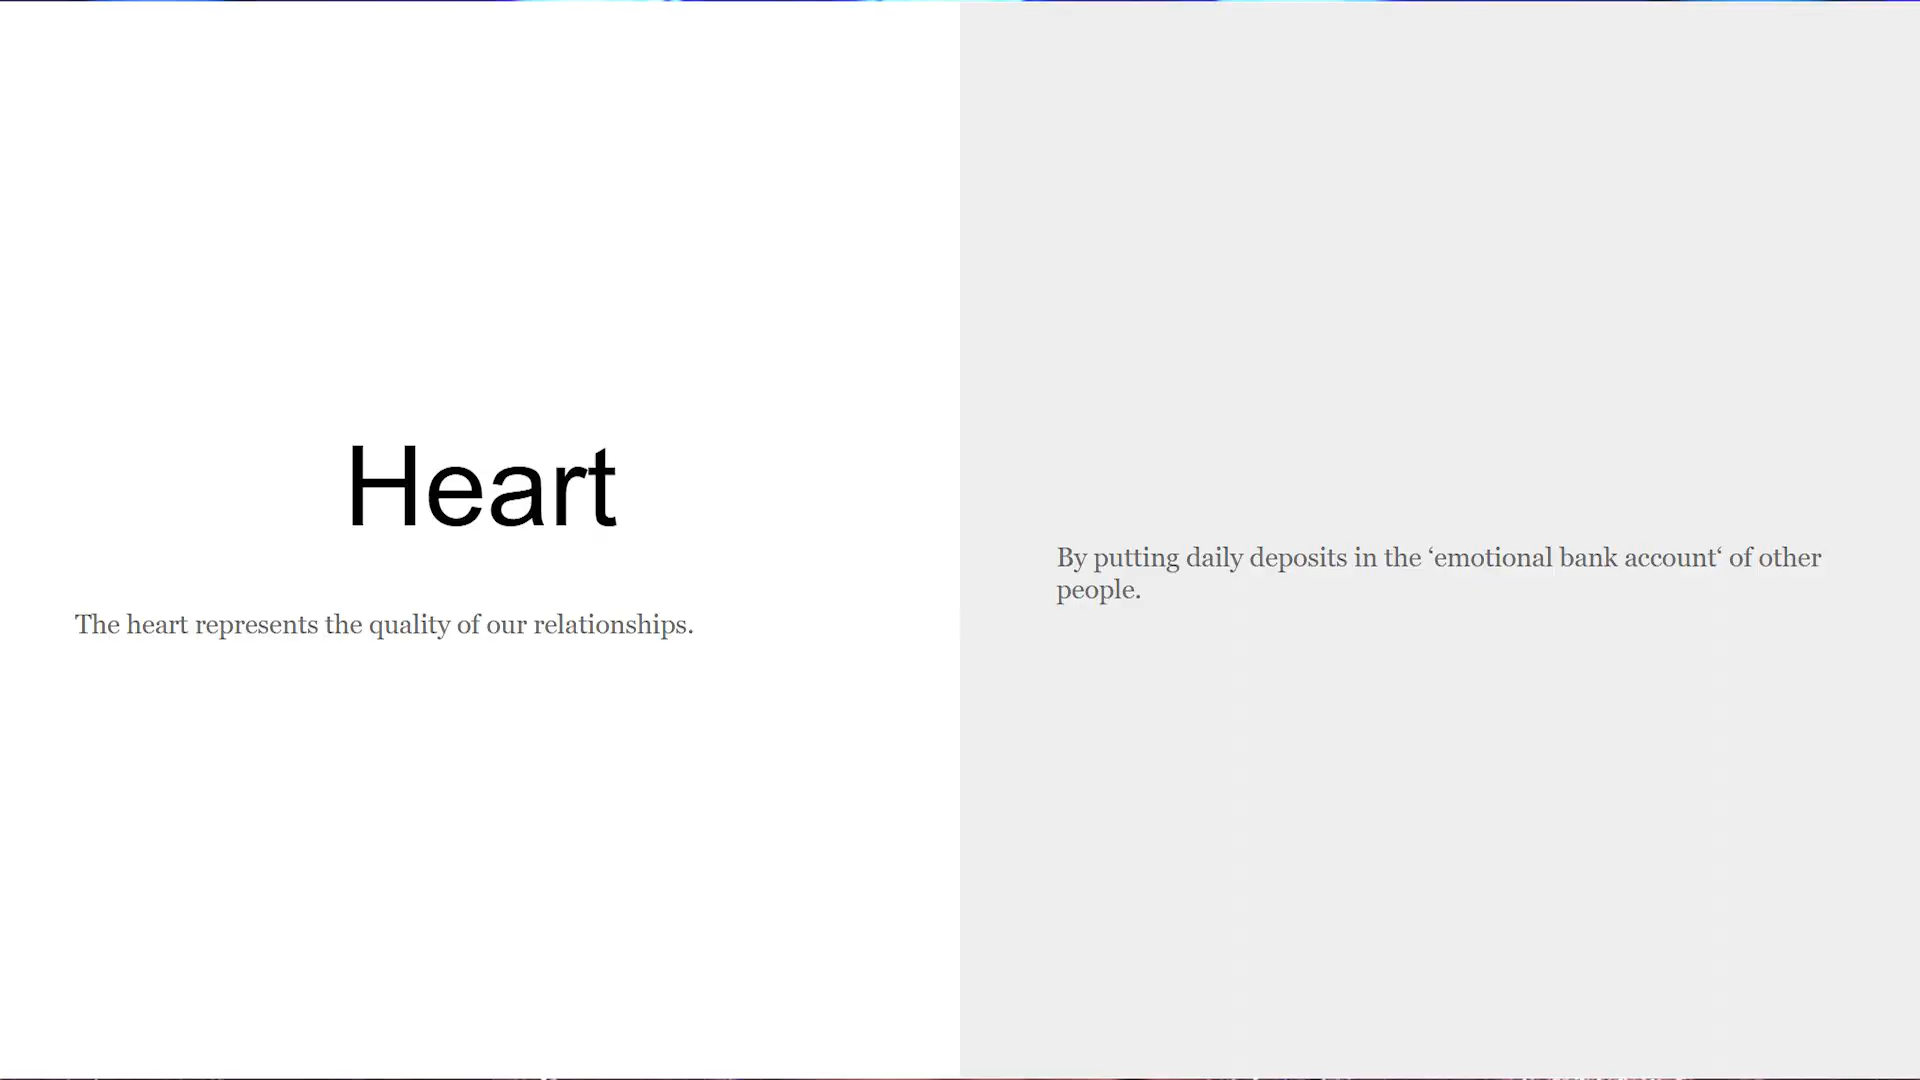 Heart
The heart represents the quality of our relationships.
By putting daily deposits in the ‘emotional bank account‘ of other
people.